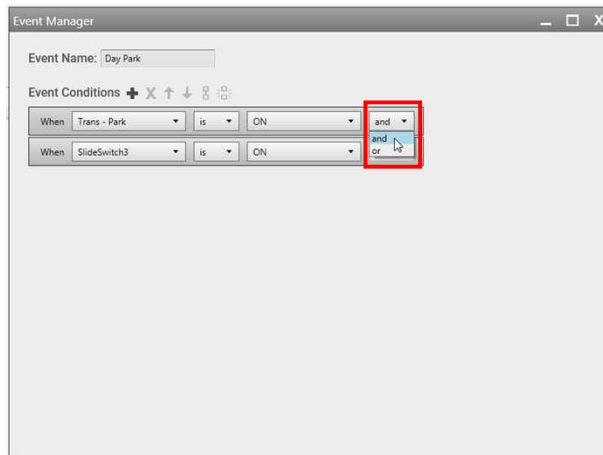 Event Manager
Event Name: Day Park
Event Conditions
When Trans - Park is ON and
and
When SlideSwitch3 is ON
or